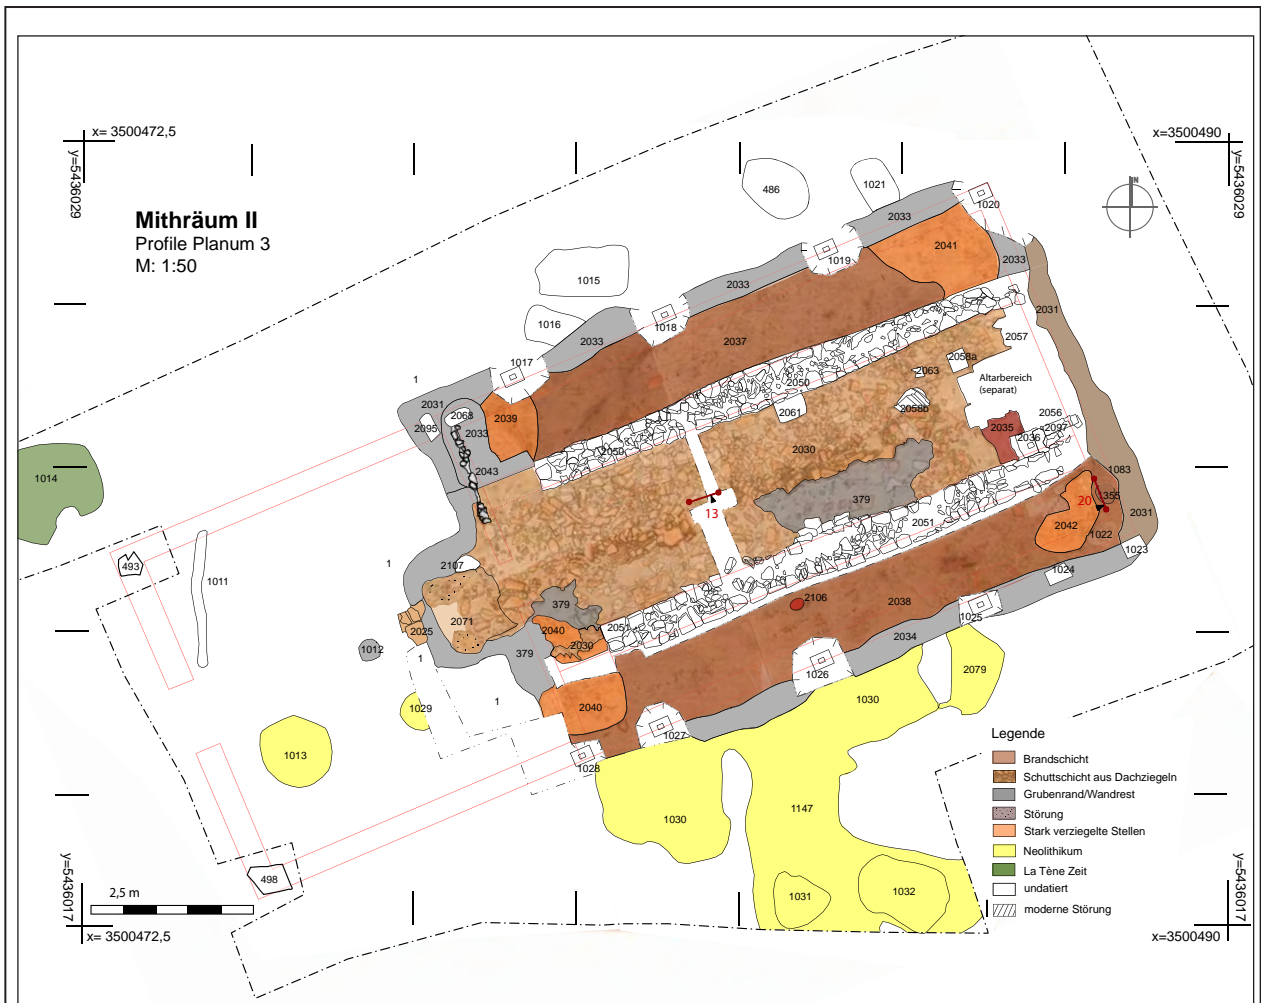 x= 3500472,5
x=3500490
y=5436029
y=5436029
N
Mithräum II
Profile Planum 3
M: 1:50
486
1021
1020
2033
2041
1019
2033
1015
2033
2031
1016
1018
2033
2037
2057
1017
2058a
2063
1
2050
Altarbereich
(separat)
2031
2068
2039
2061
2058b
2056
2095
2033
2035
2097
2036
2050
2030
2043
1083
1014
379
20
1355
13
2051
2031
2042
1022
1023
1
493
2107
1024
1011
2106
2038
2071
379
1025
2025
2040
2051
2034
1012
2030
379
1
2079
1026
1
1029
1030
2040
1027
1013
1028
1147
1030
498
1031
1032
Legende
Brandschicht
Schuttschicht aus Dachziegeln
Grubenrand/Wandrest
Störung
Stark verziegelte Stellen
Neolithikum
La Tène Zeit
undatiert
moderne Störung
2,5 m
y=5436017
y=5436017
x= 3500472,5
x=3500490